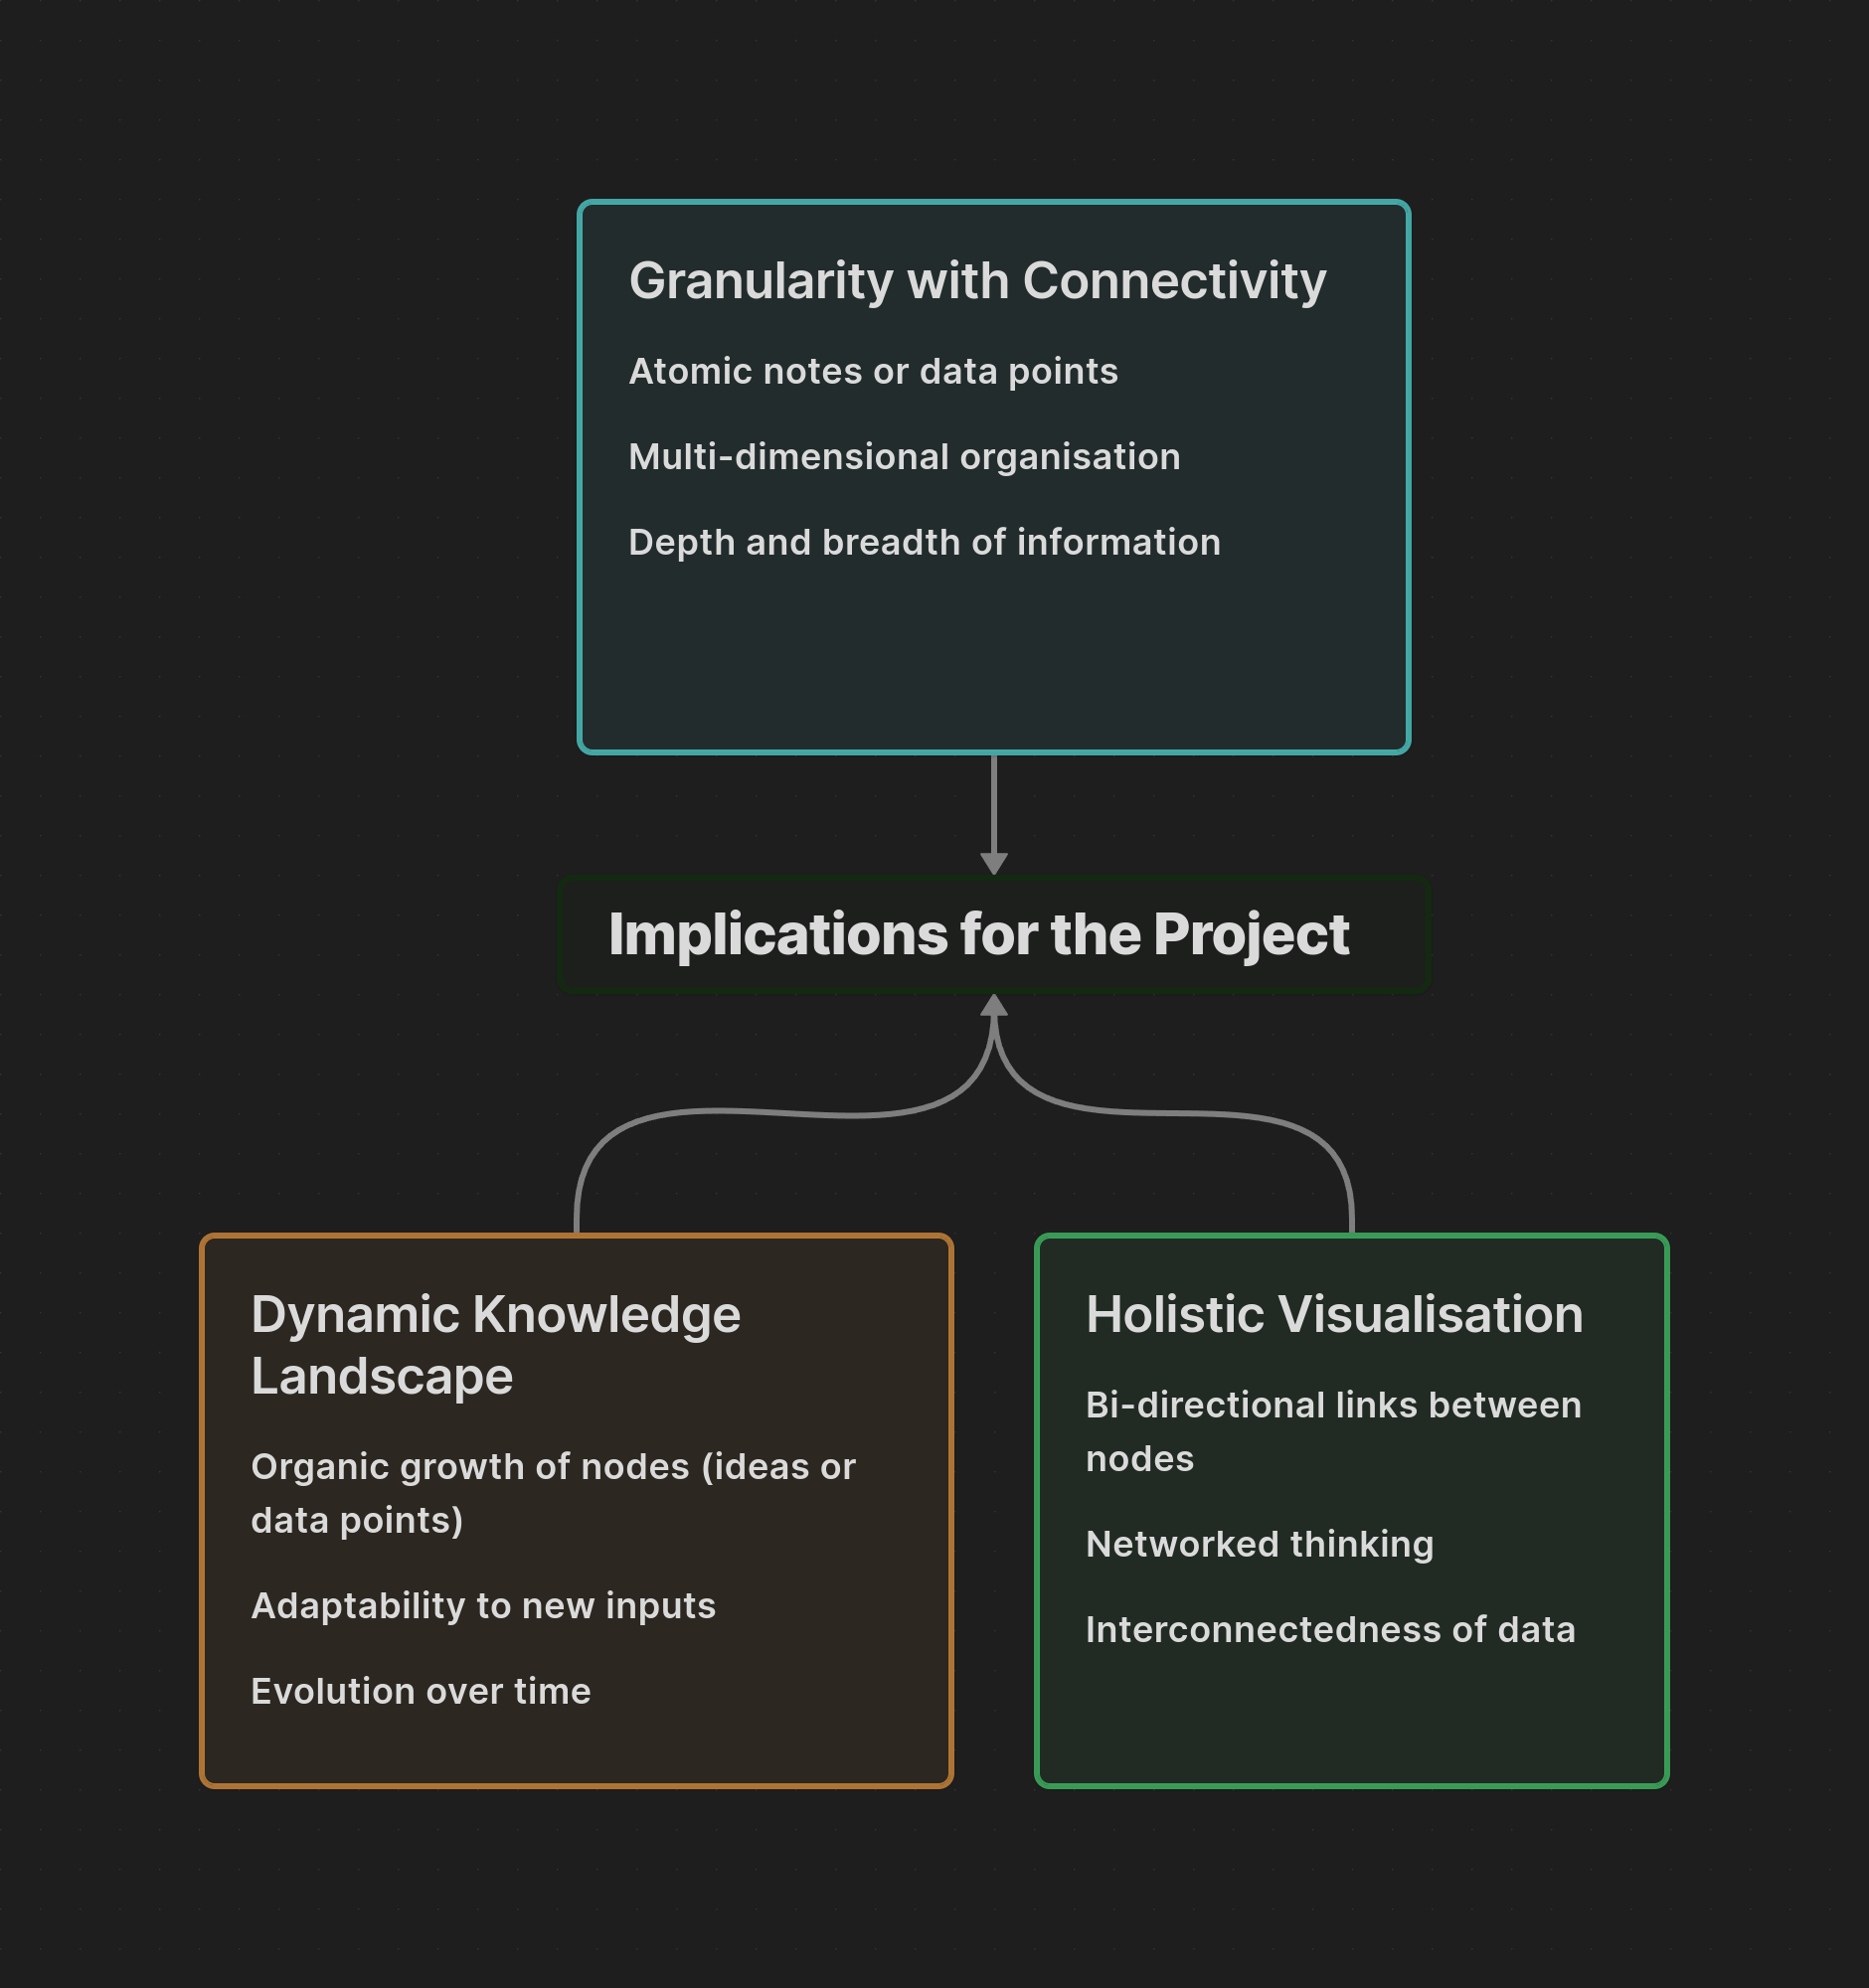 Granularity with Connectivity
Atomic notes or data points
Multi-dimensional organisation
Depth and breadth of information
Implications for the Project
Dynamic Knowledge
Landscape
Organic growth of nodes (ideas or
data points)
Adaptability to new inputs
Evolution over time
Holistic Visualisation
Bi-directional links between
nodes
Networked thinking
Interconnectedness of data